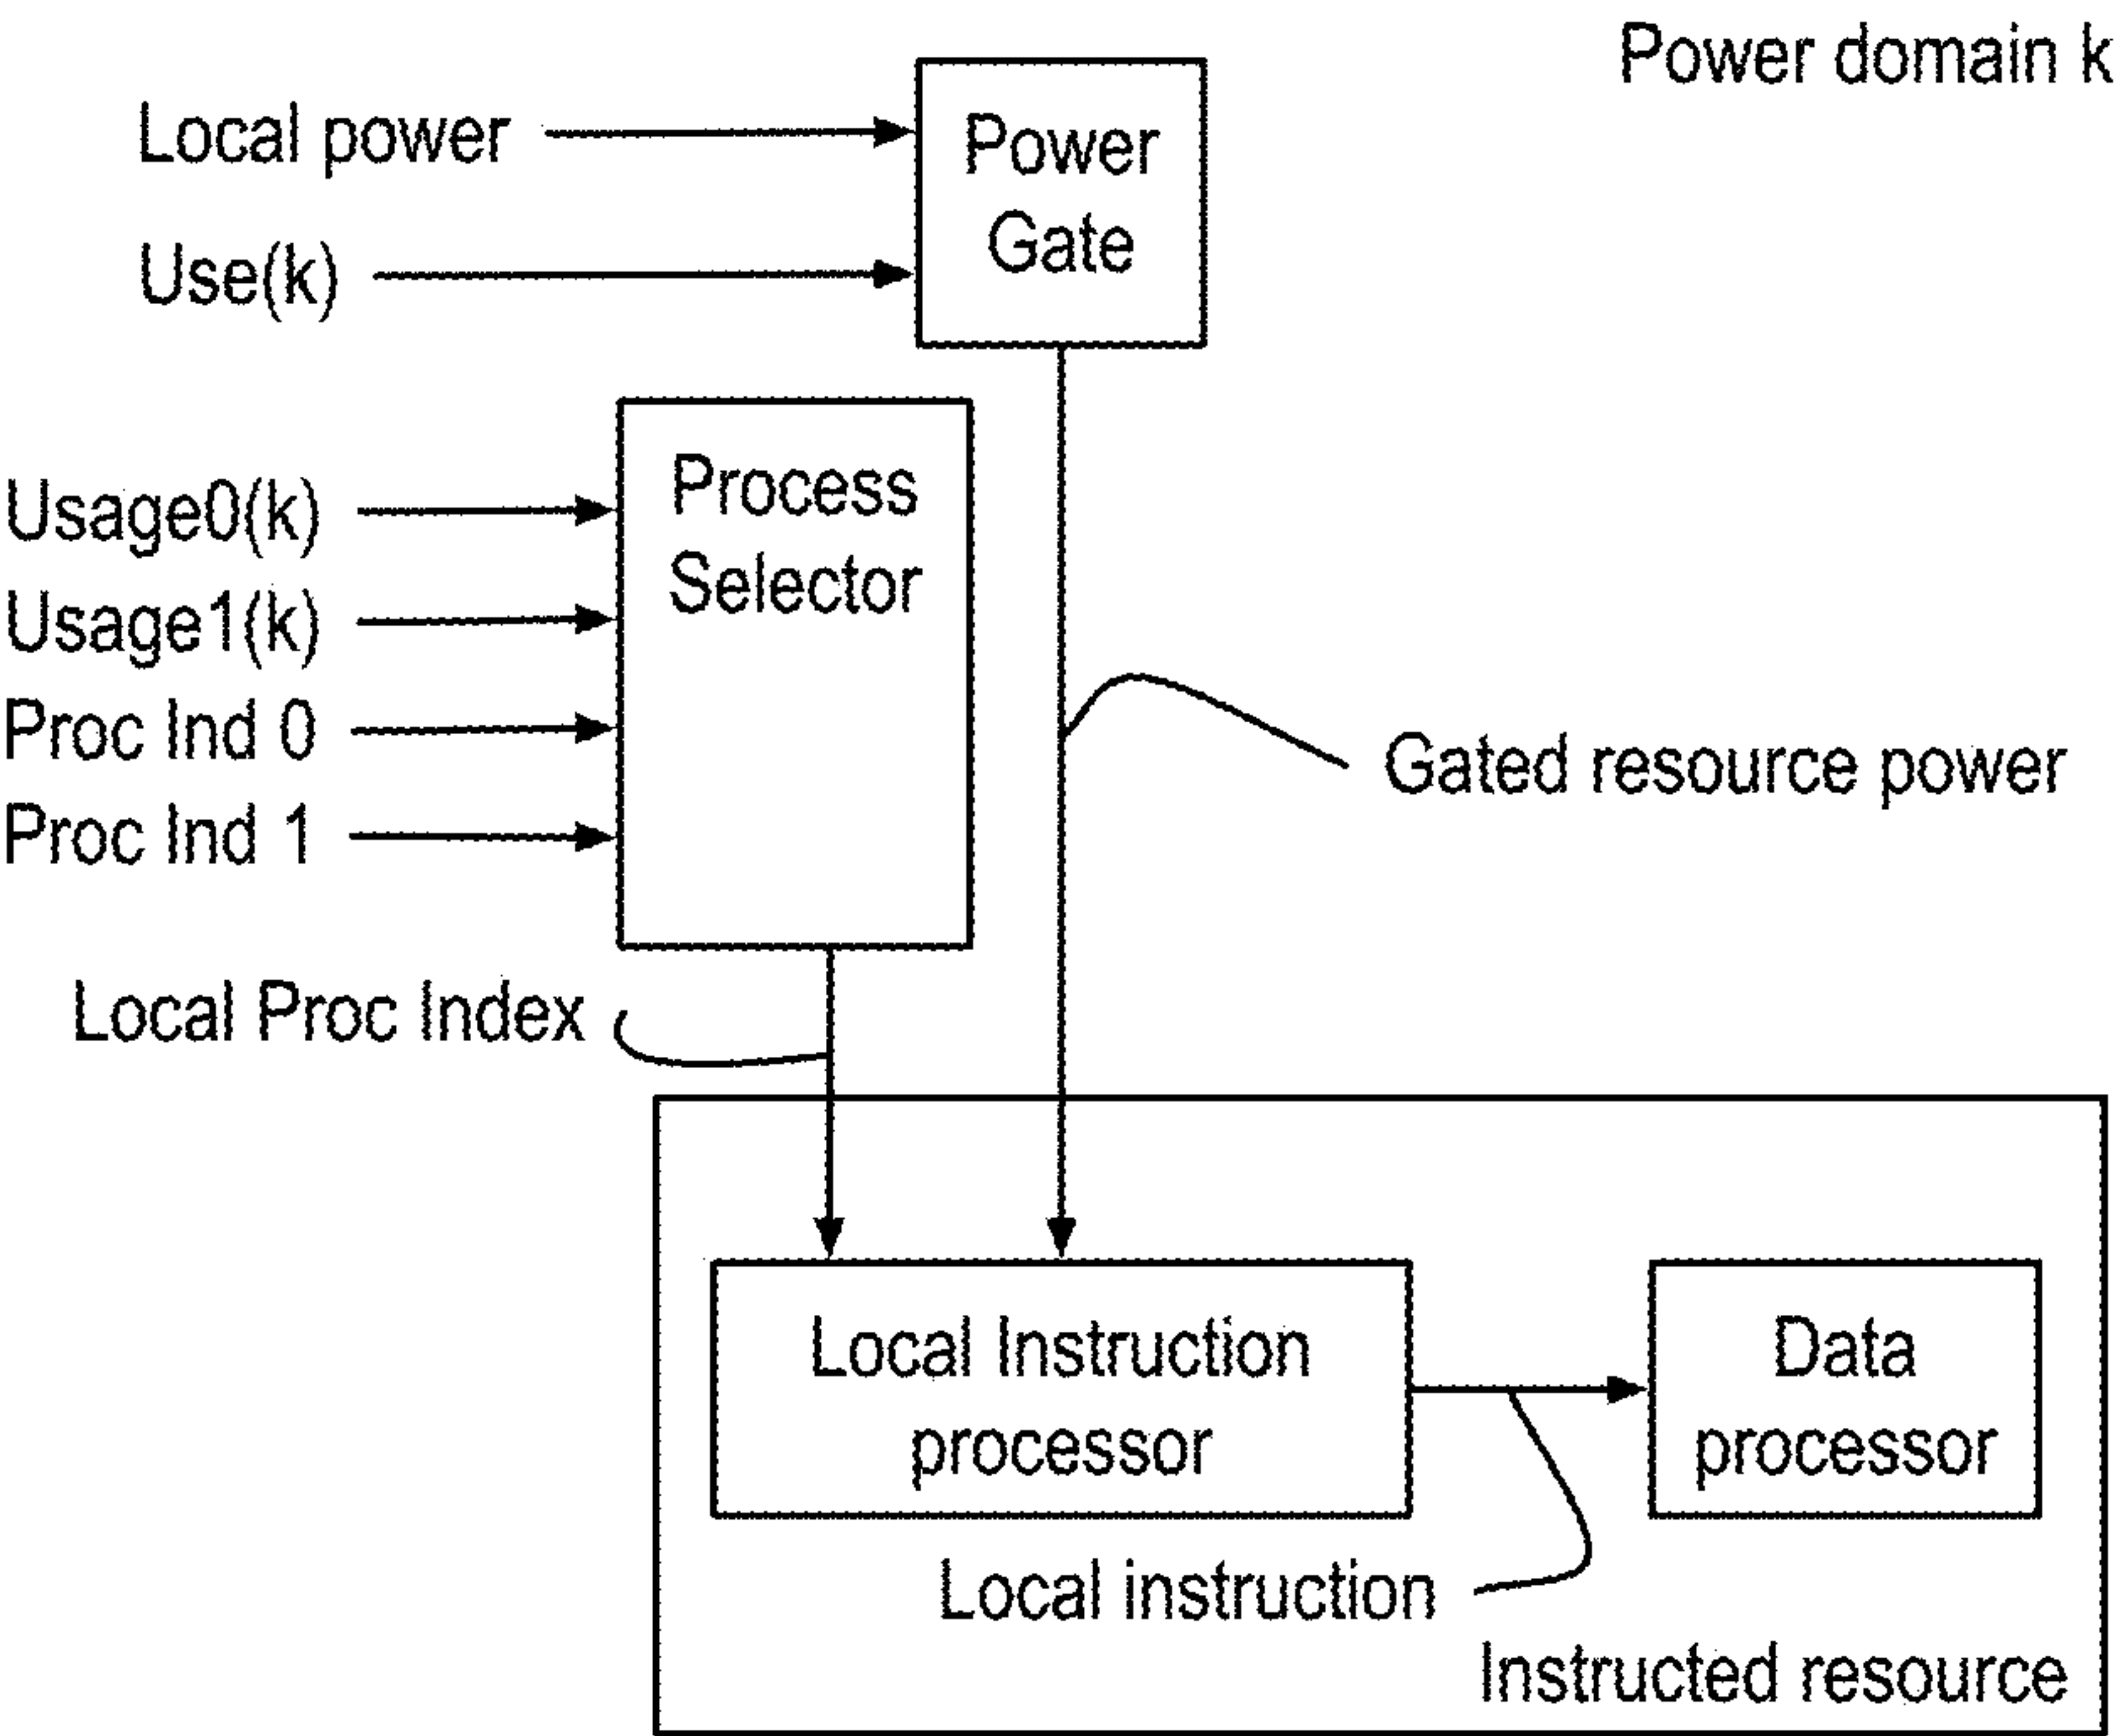 Power domain k
Local power
Power
Gate
Use(k)
Process
Selector
Usage0(k)
Usage1(k)
Proc Ind 0
Proc Ind 1
Gated resource power
Local Proc Index
Local Instruction
processor
Data
processor
Local instruction
Instructed resource